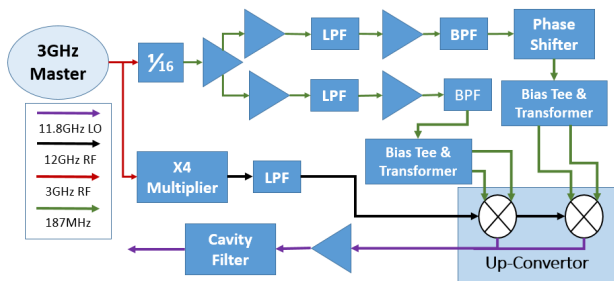 3GHz
Master
1/16
LPF
BPF
Phase
Shifter
LPF
BPF
Bias Tee &
Transformer
Bias Tee &
Transformer
11.8GHz LO
12GHz RF
3GHz RF
187MHz
X4
Multiplier
LPF
Cavity
Filter
Up-Convertor